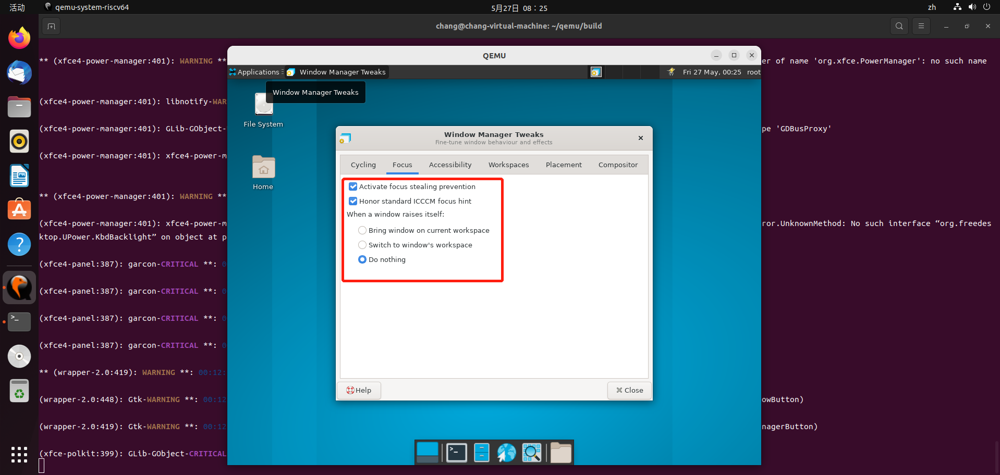 活动
qemu-system-riscv64
5月27日 08：25
zh
chang@chang-virtual-machine: ~/qemu/build
** (xfce4-power-manager:401): WARNING **
er of name 'org.xfce.PowerManager': no such name
(xfce4-power-manager:401): libnotify-WAR
(xfce4-power-manager:401): GLib-GObject-
pe 'GDBusProxy'
(xfce4-power-manager:401): xfce4-power-m
** (xfce4-power-manager:401): WARNING **
(xfce4-power-manager:401): xfce4-power-m
ror.UnknownMethod: No such interface “org.freedes
ktop.UPower.KbdBacklight” on object at p
(xfce4-panel:387): garcon-CRITICAL **: 0
(xfce4-panel:387): garcon-CRITICAL **: 0
(xfce4-panel:387): garcon-CRITICAL **: 0
(xfce4-panel:387): garcon-CRITICAL **: 0
** (wrapper-2.0:419): WARNING **: 00:12:
(wrapper-2.0:448): Gtk-WARNING **: 00:12
owButton)
(wrapper-2.0:419): Gtk-WARNING **: 00:12
nagerButton)
(xfce-polkit:399): GLib-GObject-CRITICAL
QEMU
Applications
Window Manager Tweaks
Fri 27 May, 00:25
root
Window Manager Tweaks
File System
Home
Window Manager Tweaks
Fine-tune window behaviour and effects
Cycling
Focus
Accessibility
Workspaces
Placement
Compositor
Activate focus stealing prevention
Honor standard ICCCM focus hint
When a window raises itself:
Bring window on current workspace
Switch to window's workspace
Do nothing
Help
Close